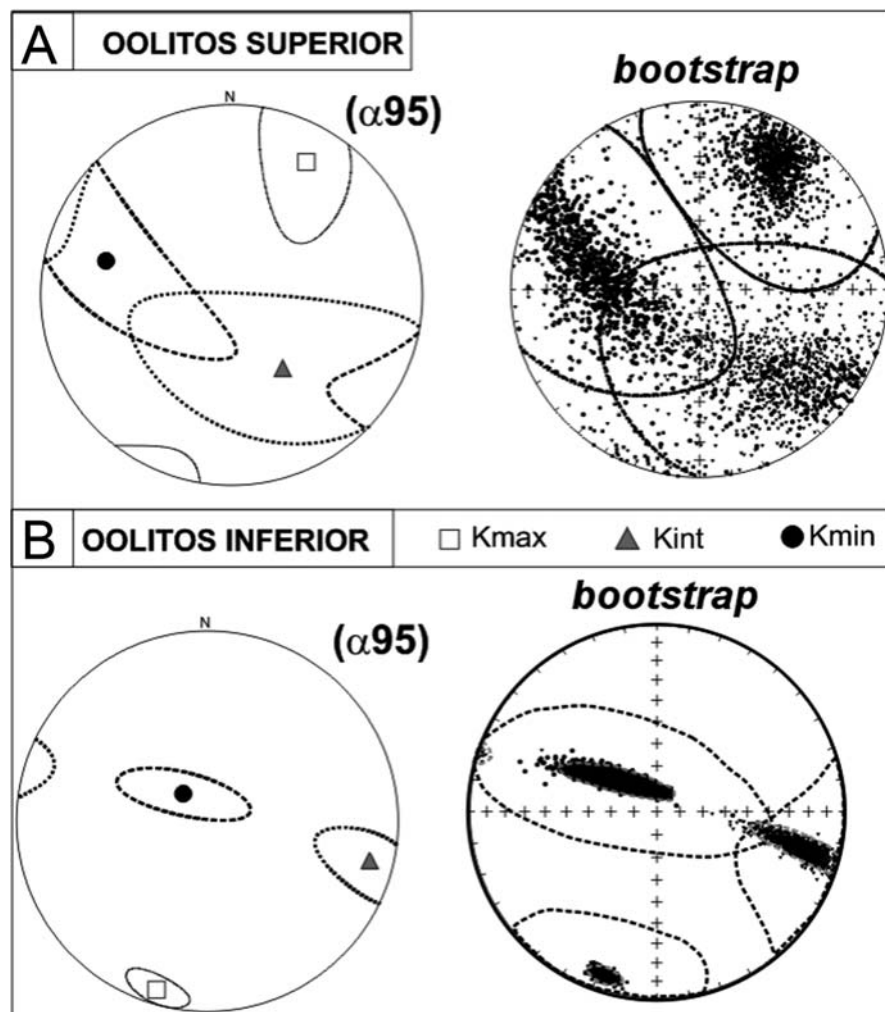 A OOLITOS SUPERIOR
bootstrap
N
(α95)
B OOLITOS INFERIOR
Kmax Kint Kmin
bootstrap
N
(α95)